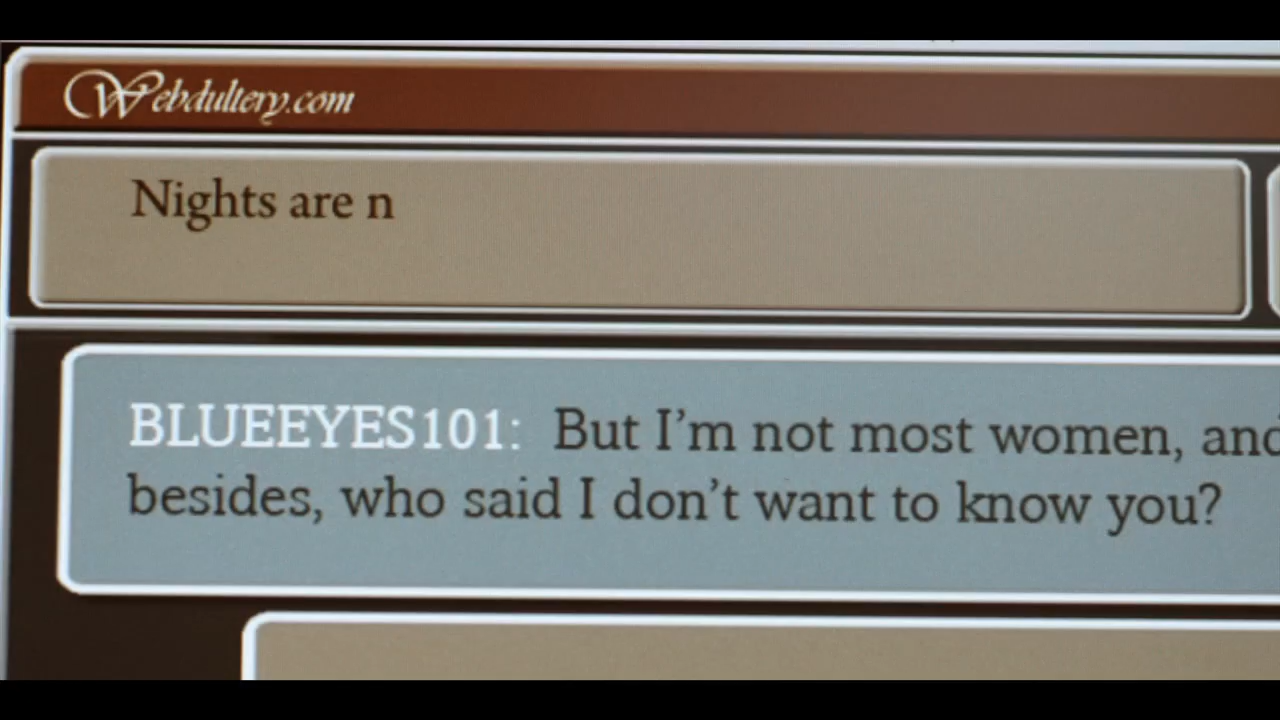 Webdultery.com
Nights are n
BLUEEYES101: But I'm not most women, and
besides, who said I don't want to know you?